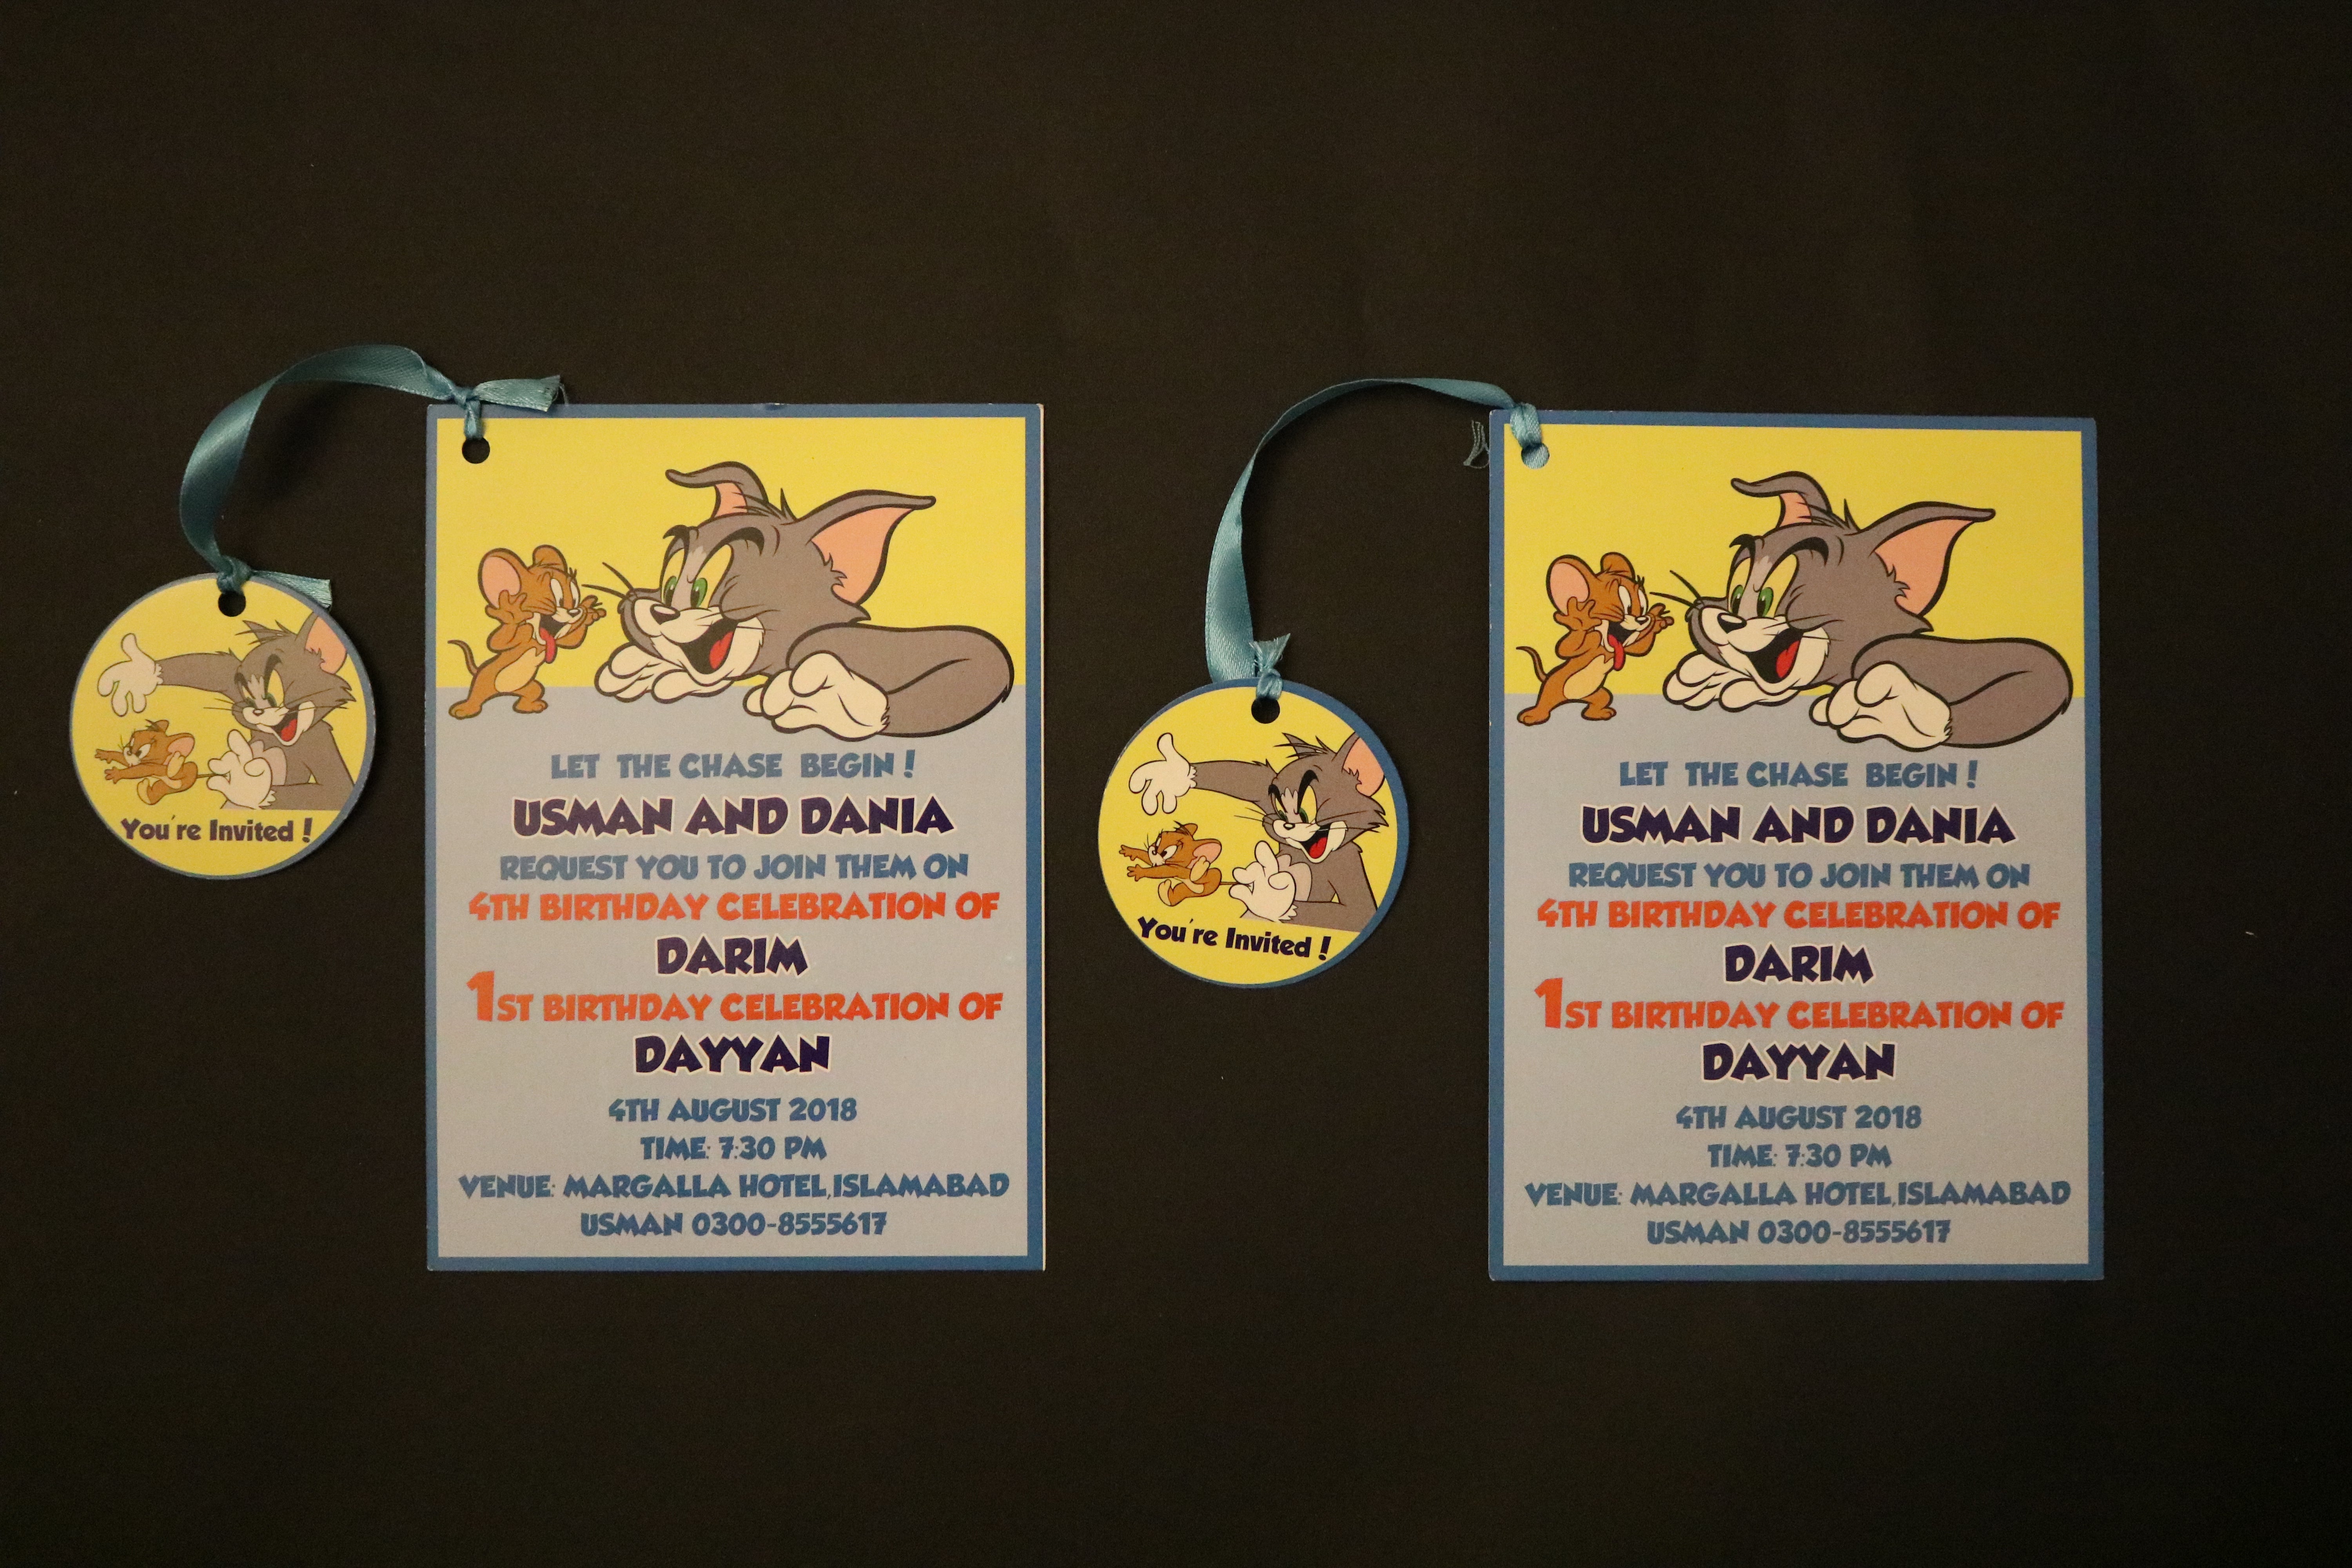 You're Invited !
LET THE CHASE BEGIN !
USMAN AND DANIA
REQUEST YOU TO JOIN THEM ON
4TH BIRTHDAY CELEBRATION OF
DARIM
1ST BIRTHDAY CELEBRATION OF
DAYYAN
4TH AUGUST 2018
TIME: 7:30 PM
VENUE: MARGALLA HOTEL,ISLAMABAD
USMAN 0300-8555617
You're Invited !
LET THE CHASE BEGIN !
USMAN AND DANIA
REQUEST YOU TO JOIN THEM ON
4TH BIRTHDAY CELEBRATION OF
DARIM
1ST BIRTHDAY CELEBRATION OF
DAYYAN
4TH AUGUST 2018
TIME: 7:30 PM
VENUE: MARGALLA HOTEL,ISLAMABAD
USMAN 0300-8555617